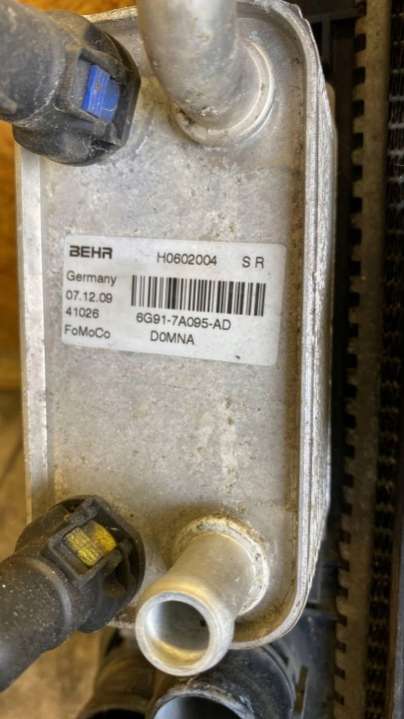 BEHR H0602004 S R
Germany
07.12.09
41026 6G91-7A095-AD
FoMoCo D0MNA